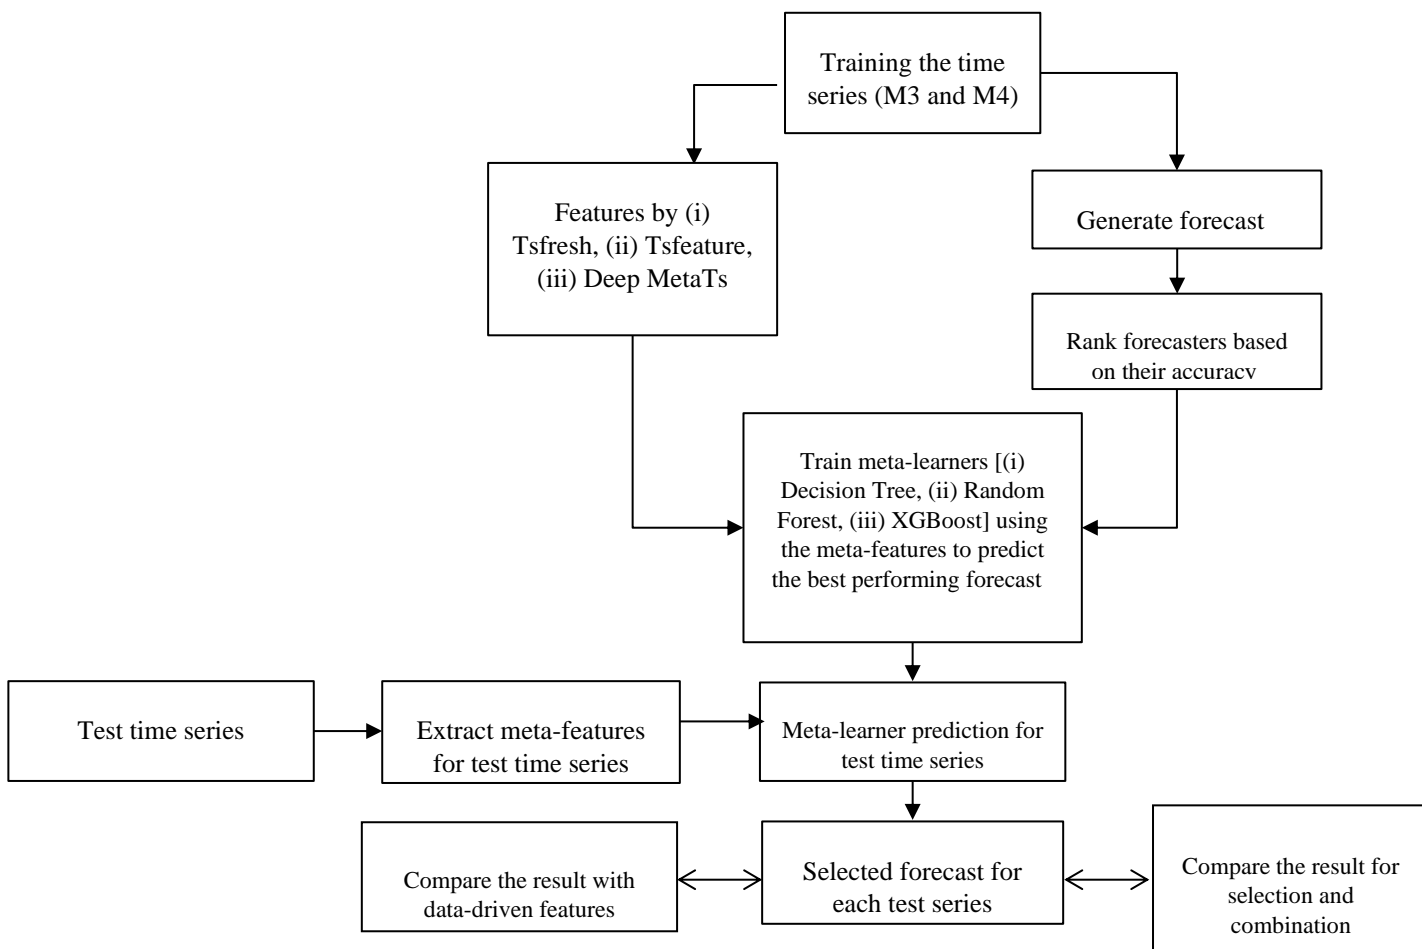 Training the time
series (M3 and M4)
Features by (i)
Tsfresh, (ii) Tsfeature,
(iii) Deep MetaTs
Generate forecast
Rank forecasters based
on their accuracy
Train meta-learners [(i)
Decision Tree, (ii) Random
Forest, (iii) XGBoost] using
the meta-features to predict
the best performing forecast
Test time series
Extract meta-features
for test time series
Meta-learner prediction for
test time series
Compare the result with
data-driven features
Selected forecast for
each test series
Compare the result for
selection and
combination